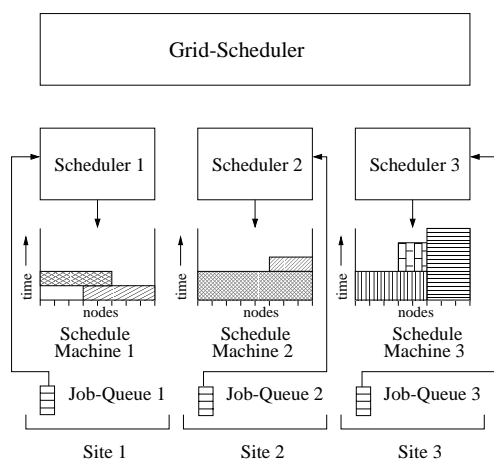 Grid-Scheduler
Scheduler 1
Scheduler 2
Scheduler 3
time
time
time
nodes
nodes
nodes
Schedule
Machine 1
Schedule
Machine 2
Schedule
Machine 3
Job-Queue 1
Job-Queue 2
Job-Queue 3
Site 1
Site 2
Site 3